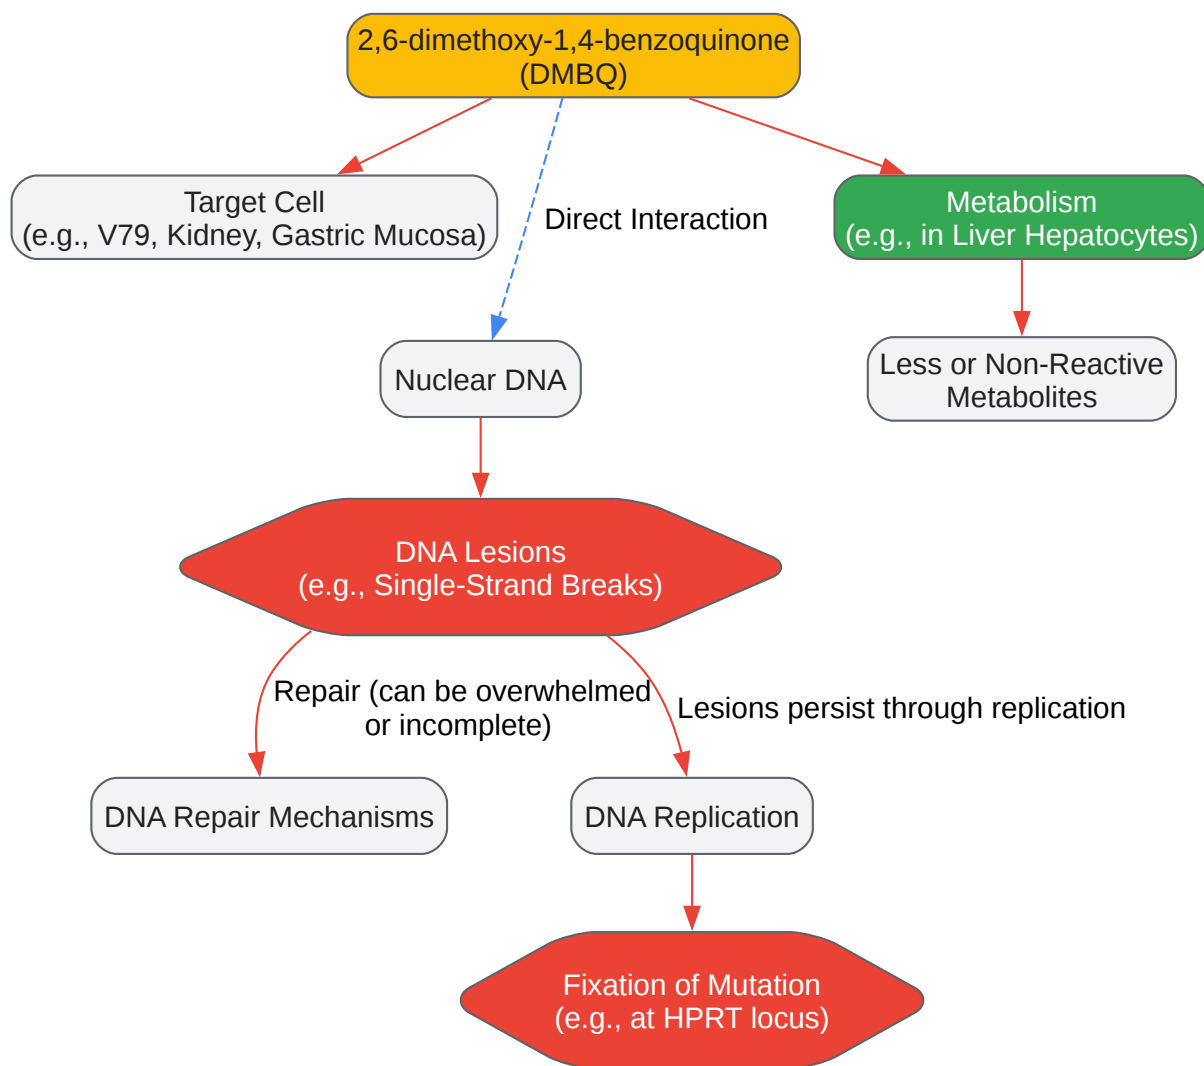 2,6-dimethoxy-1,4-benzoquinone
(DMBQ)
Target Cell
(e.g., V79, Kidney, Gastric Mucosa)
Direct Interaction
Metabolism
(e.g., in Liver Hepatocytes)
Nuclear DNA
Less or Non-Reactive
Metabolites
DNA Lesions
(e.g., Single-Strand Breaks)
Repair (can be overwhelmed
or incomplete)
Lesions persist through replication
DNA Repair Mechanisms
DNA Replication
Fixation of Mutation
(e.g., at HPRT locus)